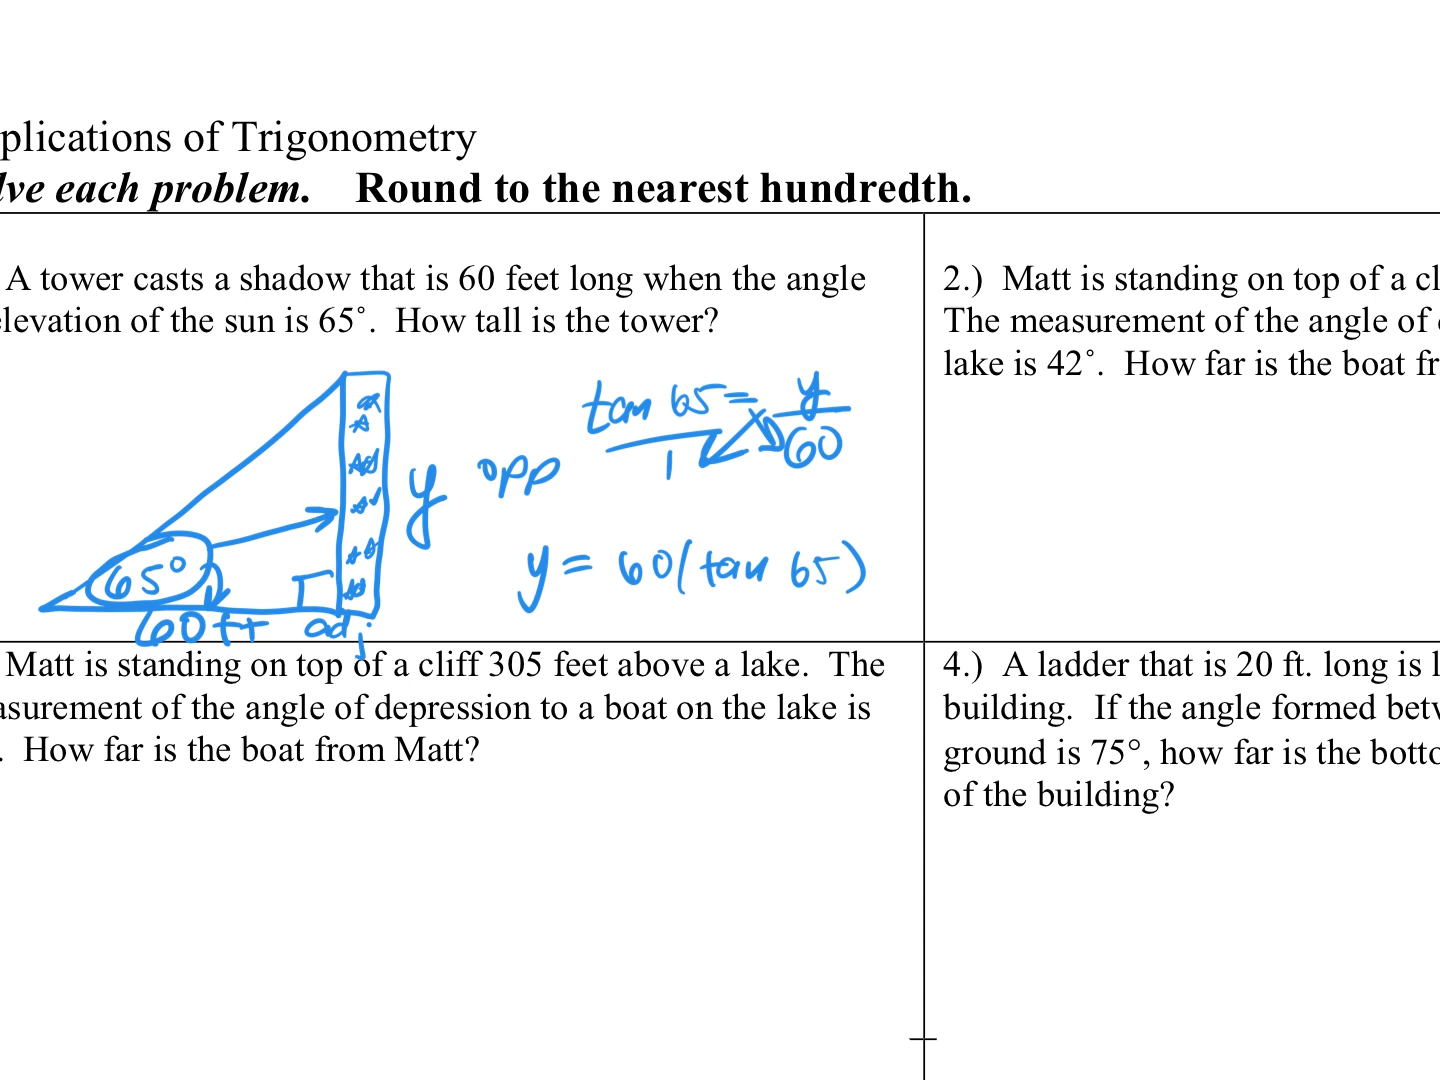 plications of Trigonometry
lve each problem. Round to the nearest hundredth.
A tower casts a shadow that is 60 feet long when the angle
elevation of the sun is 65˚. How tall is the tower?
tan 65 = y
1 60
y opp
65°
y = 60(tan 65)
60ft adj
2.) Matt is standing on top of a cl
The measurement of the angle of
lake is 42˚. How far is the boat fr
Matt is standing on top of a cliff 305 feet above a lake. The
asurement of the angle of depression to a boat on the lake is
. How far is the boat from Matt?
4.) A ladder that is 20 ft. long is l
building. If the angle formed betw
ground is 75°, how far is the botto
of the building?